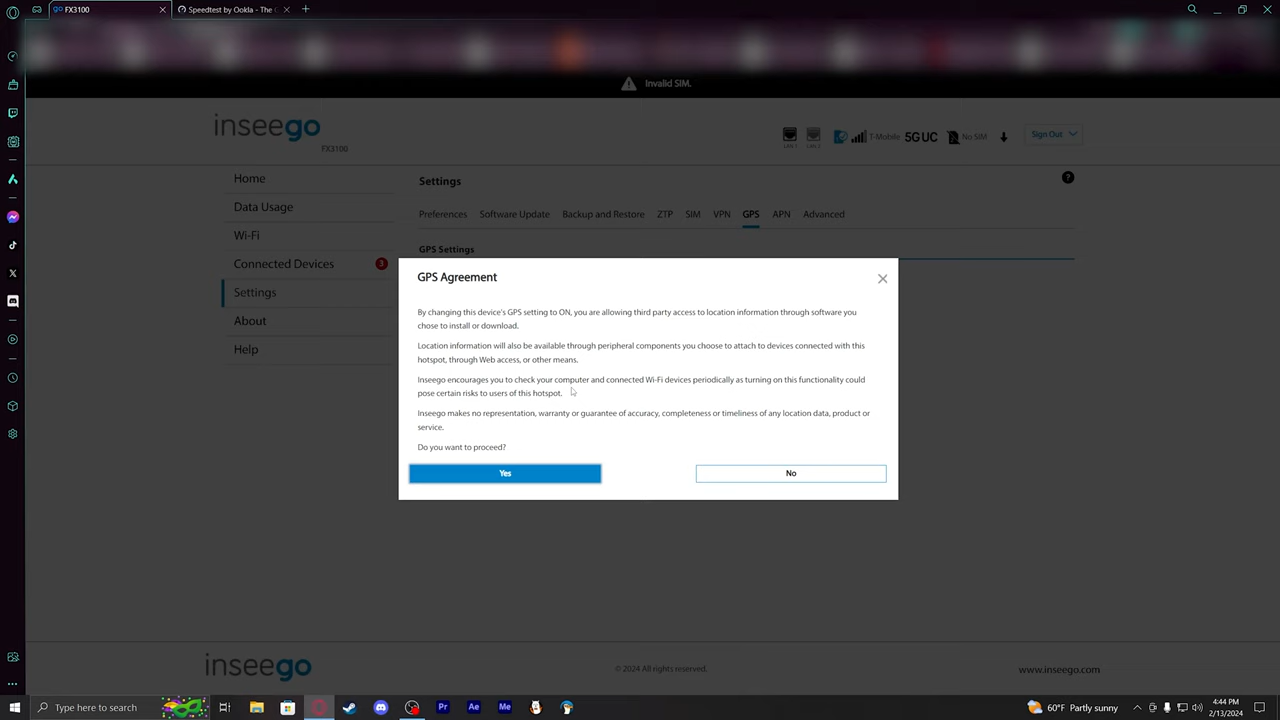 FX3100
Speedtest by Ookla - The G
Invalid SIM.
inseego
FX3100
LAN 1
T-Mobile
5G UC
No SIM
Sign Out
Home
Data Usage
Wi-Fi
Connected Devices 3
Settings
About
Help
Settings
?
Preferences Software Update Backup and Restore ZTP SIM VPN GPS APN Advanced
GPS Settings
GPS Agreement
By changing this device's GPS setting to ON, you are allowing third party access to location information through software you
chose to install or download.
Location information will also be available through peripheral components you choose to attach to devices connected with this
hotspot, through Web access, or other means.
Inseego encourages you to check your computer and connected Wi-Fi devices periodically as turning on this functionality could
pose certain risks to users of this hotspot.
Inseego makes no representation, warranty or guarantee of accuracy, completeness or timeliness of any location data, product or
service.
Do you want to proceed?
Yes
No
inseego
© 2024 All rights reserved.
www.inseego.com
Type here to search
Pr
Ae
Me
60°F Partly sunny
4:44 PM
2/13/2024